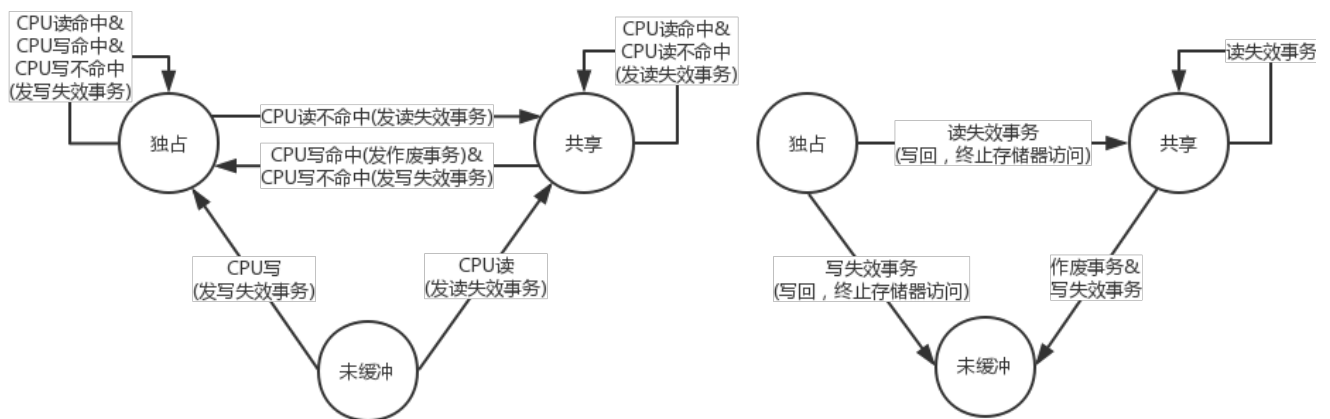 CPU读命中&
CPU写命中&
CPU写不命中
(发写失效事务)
CPU读命中&
CPU读不命中
(发读失效事务)
独占
CPU读不命中(发读失效事务)
共享
CPU写命中(发作废事务)&
CPU写不命中(发写失效事务)
CPU写
(发写失效事务)
CPU读
(发读失效事务)
未缓冲
读失效事务
独占
读失效事务
(写回，终止存储器访问)
共享
写失效事务
(写回，终止存储器访问)
作废事务&
写失效事务
未缓冲